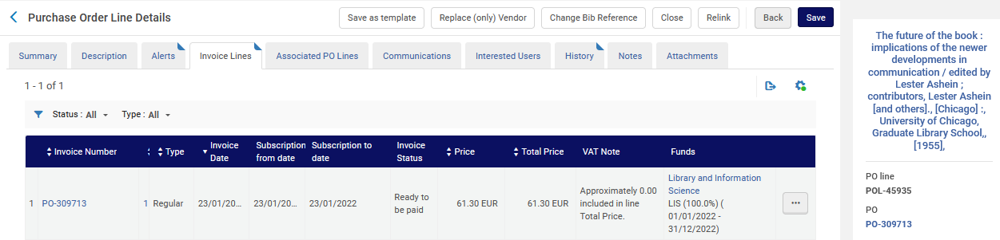 Purchase Order Line Details
Save as template
Replace (only) Vendor
Change Bib Reference
Close
Relink
Back
Save
Summary
Description
Alerts
Invoice Lines
Associated PO Lines
Communications
Interested Users
History
Notes
Attachments
1 - 1 of 1
Status : All
Type : All
Invoice Number
Type
Invoice
Date
Subscription
from date
Subscription to
date
Invoice
Status
Price
Total Price
VAT Note
Funds
1
PO-309713
1
Regular
23/01/20...
23/01/20...
23/01/2022
Ready to
be paid
61.30 EUR
61.30 EUR
Approximately 0.00
included in line
Total Price.
Library and Information
Science
LIS (100.0%) (
01/01/2022 -
31/12/2022)
...
The future of the book :
implications of the newer
developments in
communication / edited by
Lester Ashein ;
contributors, Lester Ashein
[and others]., [Chicago] :,
University of Chicago,
Graduate Library School,,
[1955],
PO line
POL-45935
PO
PO-309713